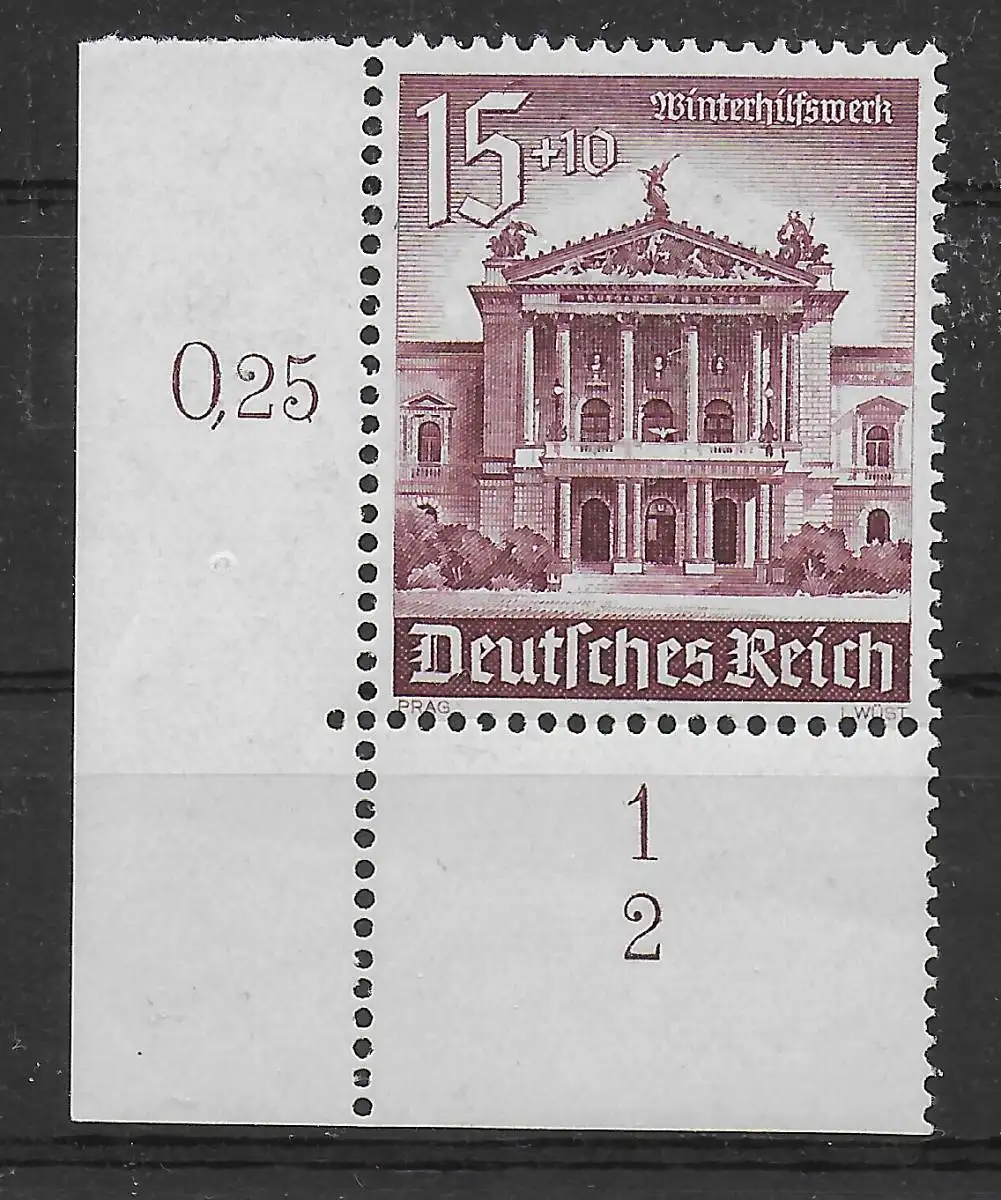 15+10
Winterhilfswerk
0,25
Deutſches Reich
PRAG
J. WÜST
1
2